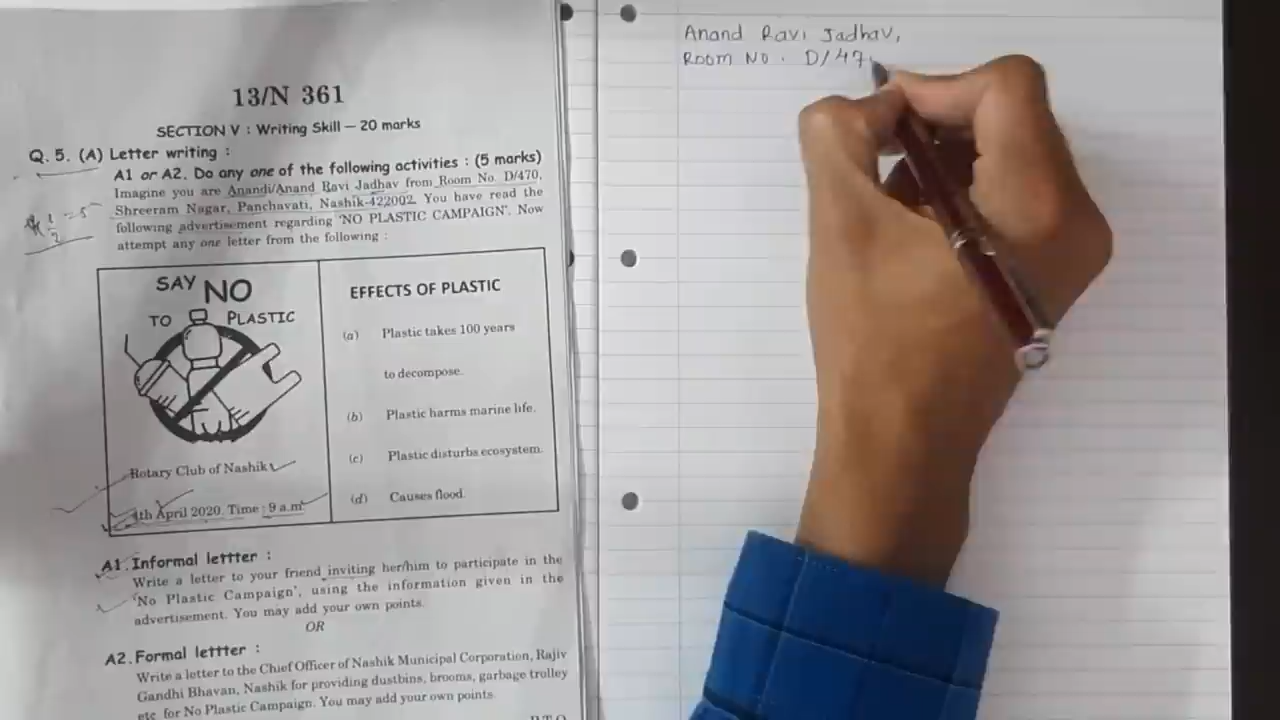 13/N 361
SECTION V : Writing Skill – 20 marks
Q. 5. (A) Letter writing :
A1 or A2. Do any one of the following activities : (5 marks)
Imagine you are Anandi/Anand Ravi Jadhav from Room No. D/470,
Shreeram Nagar, Panchavati, Nashik-422002. You have read the
following advertisement regarding 'NO PLASTIC CAMPAIGN'. Now
attempt any one letter from the following :
SAY NO
TO PLASTIC
Rotary Club of Nashik
4th April 2020. Time : 9 a.m.
EFFECTS OF PLASTIC
(a) Plastic takes 100 years
to decompose.
(b) Plastic harms marine life.
(c) Plastic disturbs ecosystem.
(d) Causes flood.
A1. Informal lettter :
Write a letter to your friend inviting her/him to participate in the
'No Plastic Campaign', using the information given in the
advertisement. You may add your own points.
OR
A2. Formal lettter :
Write a letter to the Chief Officer of Nashik Municipal Corporation, Rajiv
Gandhi Bhavan, Nashik for providing dustbins, brooms, garbage trolley
etc. for No Plastic Campaign. You may add your own points.
Anand Ravi Jadhav,
Room No. D/47